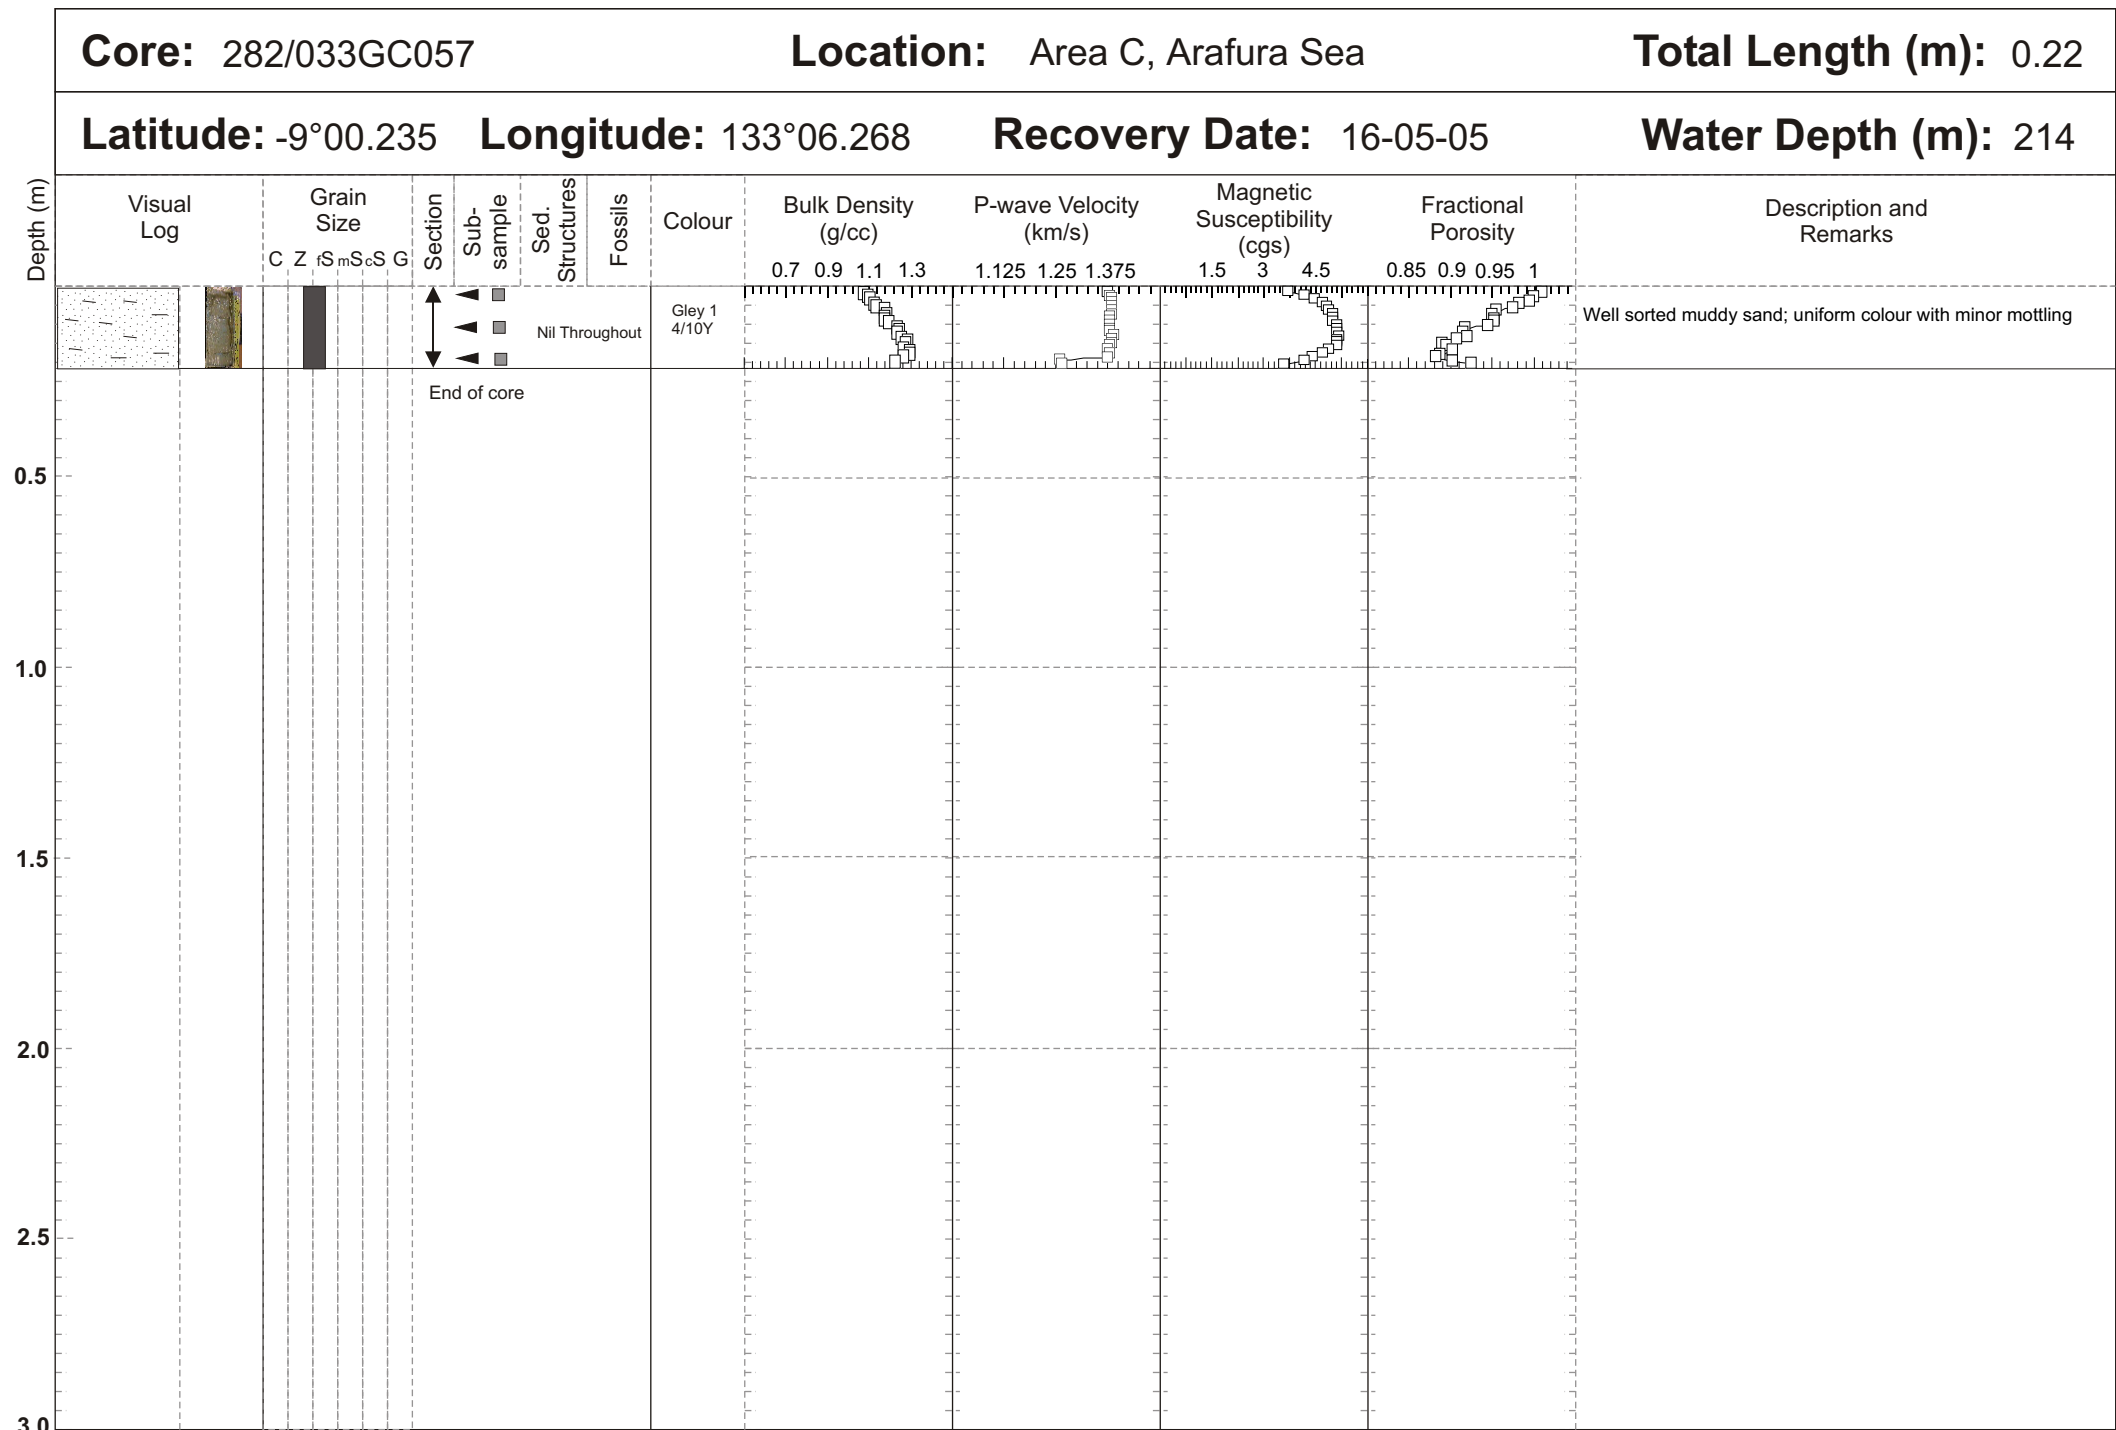 Core: 282/033GC057 Location: Area C, Arafura Sea Total Length (m): 0.22
Latitude: -9°00.235 Longitude: 133°06.268 Recovery Date: 16-05-05 Water Depth (m): 214
Depth (m)
Visual
Log
Grain
Size
C Z fS mS cS G
Section
Sub-
sample
Sed.
Structures
Fossils
Colour
Bulk Density
(g/cc)
0.7 0.9 1.1 1.3
P-wave Velocity
(km/s)
1.125 1.25 1.375
Magnetic
Susceptibility
(cgs)
1.5 3 4.5
Fractional
Porosity
0.85 0.9 0.95 1
Description and
Remarks
Nil Throughout
Gley 1
4/10Y
Well sorted muddy sand; uniform colour with minor mottling
End of core
0.5
1.0
1.5
2.0
2.5
3.0